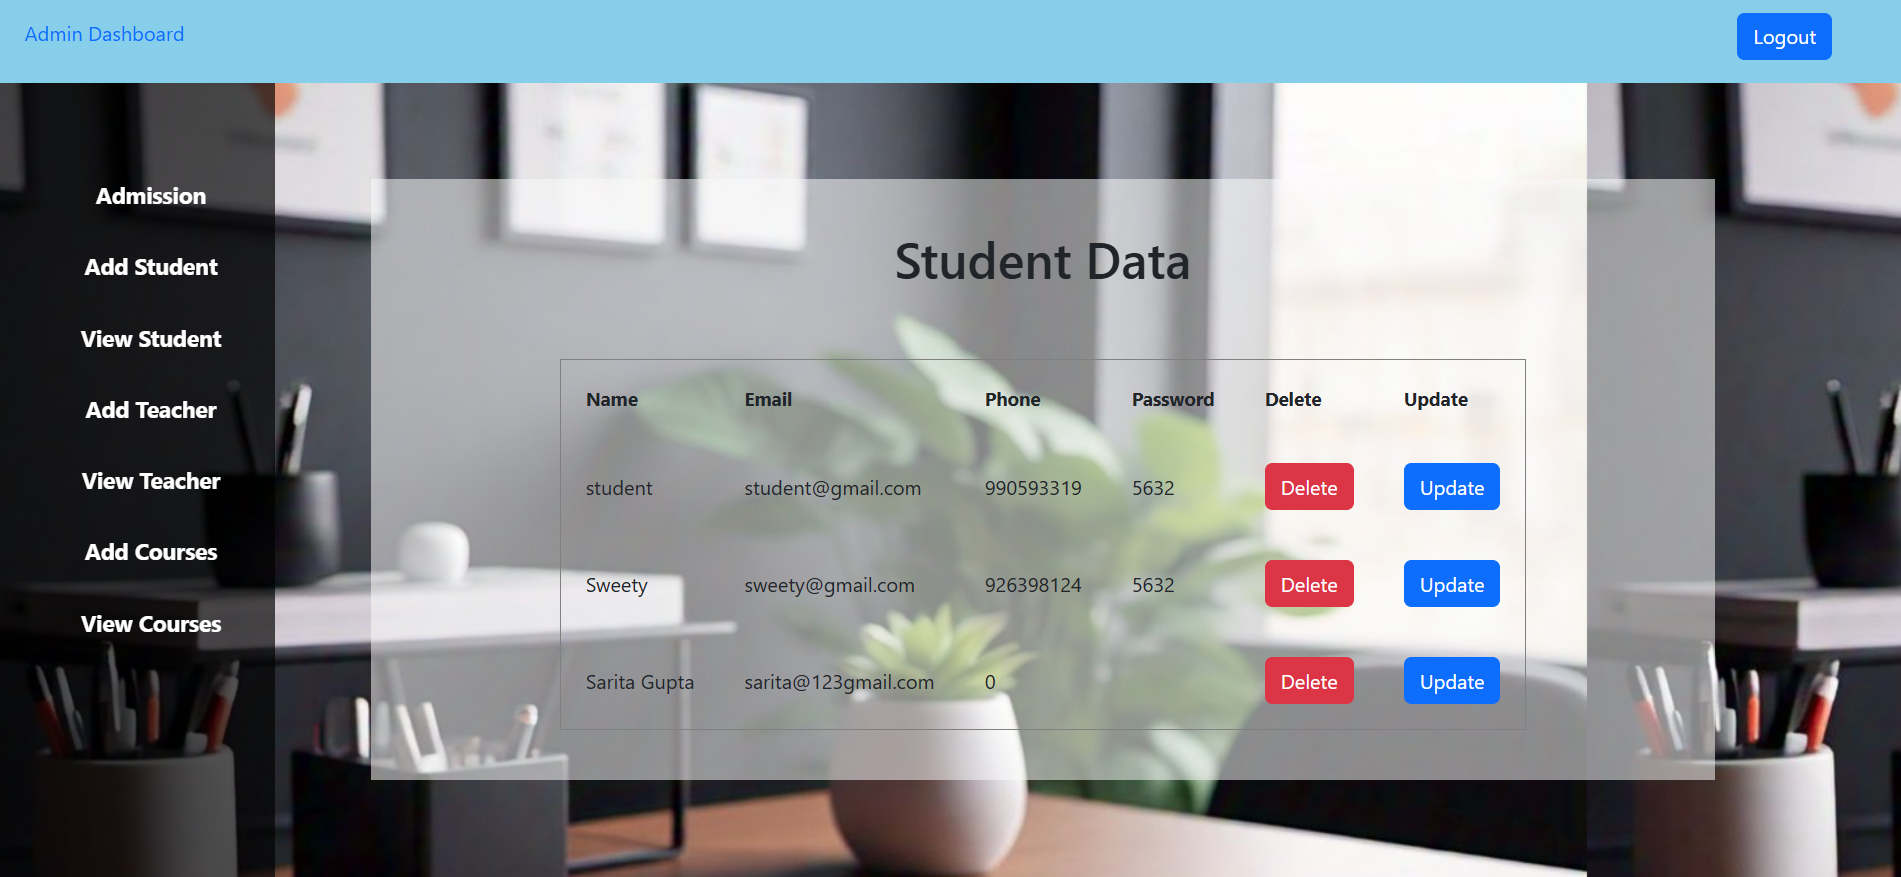 Admin Dashboard
Logout
Admission
Add Student
View Student
Add Teacher
View Teacher
Add Courses
View Courses
Student Data
Name Email Phone Password Delete Update
student student@gmail.com 990593319 5632 Delete Update
Sweety sweety@gmail.com 926398124 5632 Delete Update
Sarita Gupta sarita@123gmail.com 0 Delete Update